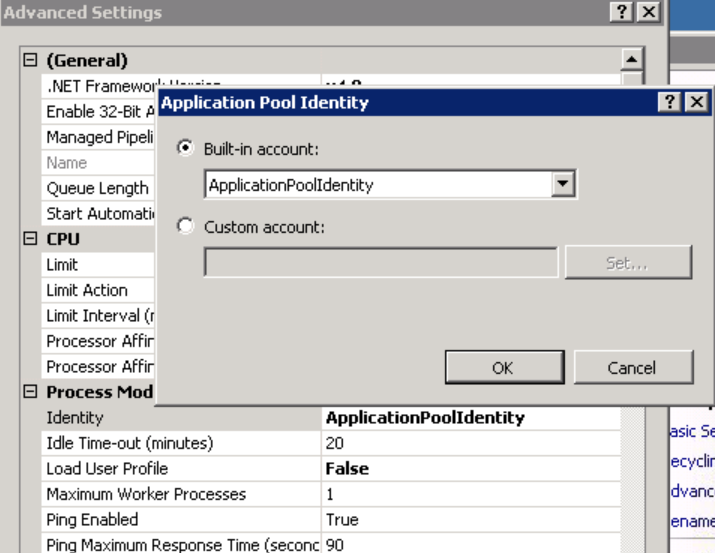 Advanced Settings
(General)
.NET Framework Version
Enable 32-Bit A
Application Pool Identity
Managed Pipeli
Built-in account:
Name
Queue Length
ApplicationPoolIdentity
Start Automati
Custom account:
CPU
Limit
Set...
Limit Action
Limit Interval (r
Processor Affir
Processor Affir
OK
Cancel
Process Mod
Identity
ApplicationPoolIdentity
asic Se
Idle Time-out (minutes)
20
Load User Profile
False
ecyclin
Maximum Worker Processes
1
dvance
Ping Enabled
True
ename
Ping Maximum Response Time (second
90